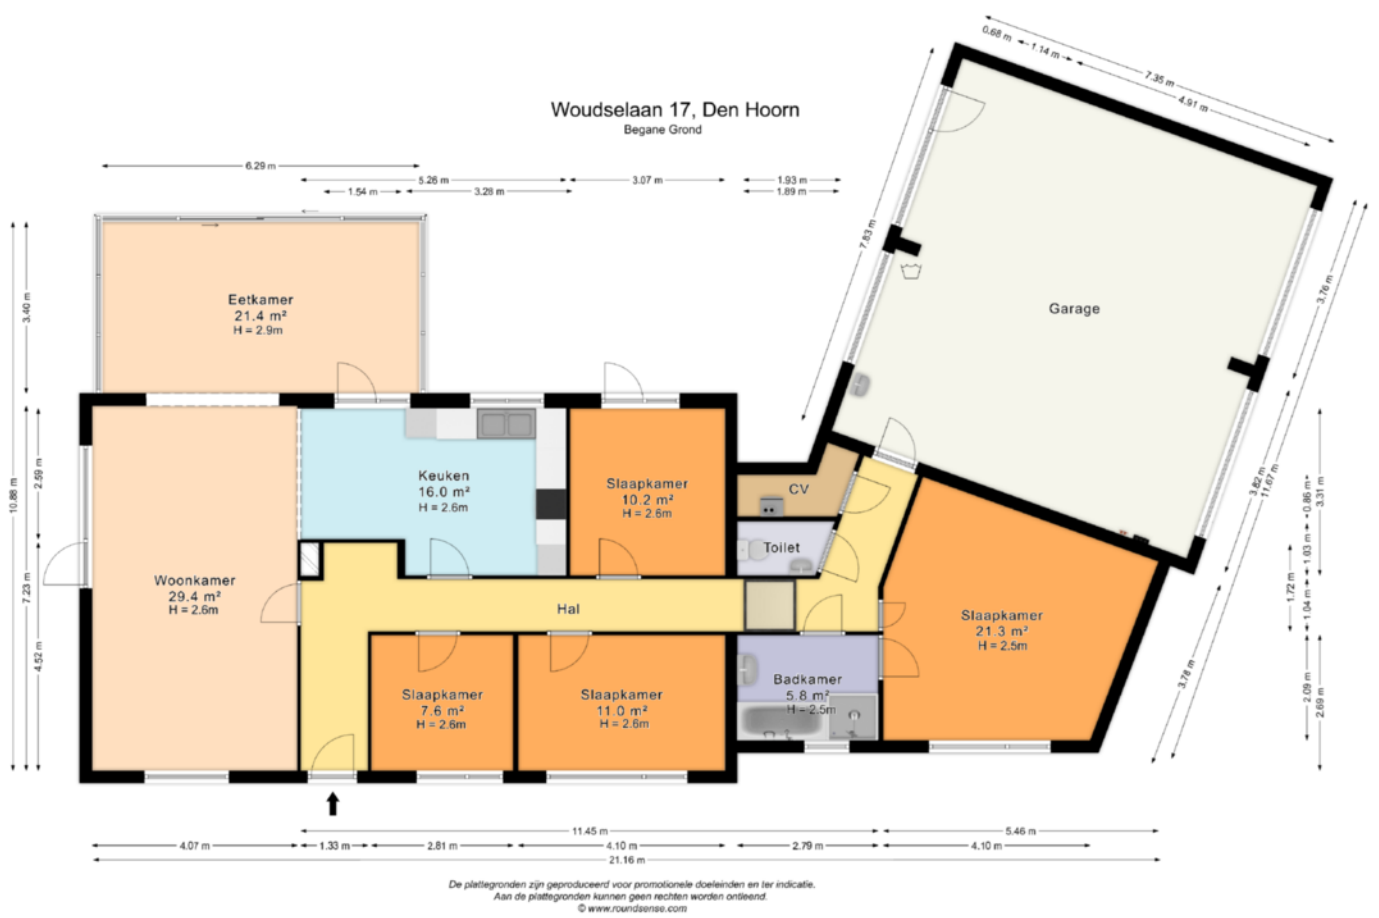 0.68 m
1.14 m
7.35 m
4.91 m
Woudselaan 17, Den Hoorn
Begane Grond
6.29 m
5.26 m
3.07 m
1.93 m
1.54 m
3.28 m
1.89 m
7.83 m
3.76 m
3.40 m
Eetkamer
21.4 m²
H = 2.9m
Garage
10.88 m
2.59 m
7.23 m
4.52 m
Keuken
16.0 m²
H = 2.6m
Slaapkamer
10.2 m²
H = 2.6m
CV
Toilet
3.82 m
11.67 m
0.86 m
3.31 m
1.03 m
1.72 m
1.04 m
Woonkamer
29.4 m²
H = 2.6m
Hal
Slaapkamer
21.3 m²
H = 2.5m
Slaapkamer
7.6 m²
H = 2.6m
Slaapkamer
11.0 m²
H = 2.6m
Badkamer
5.8 m²
H = 2.5m
3.78 m
2.09 m
2.69 m
11.45 m
5.46 m
4.07 m
1.33 m
2.81 m
4.10 m
2.79 m
4.10 m
21.16 m
De plattegronden zijn geproduceerd voor promotionele doeleinden en ter indicatie.
Aan de plattegronden kunnen geen rechten worden ontleend.
© www.roundsense.com